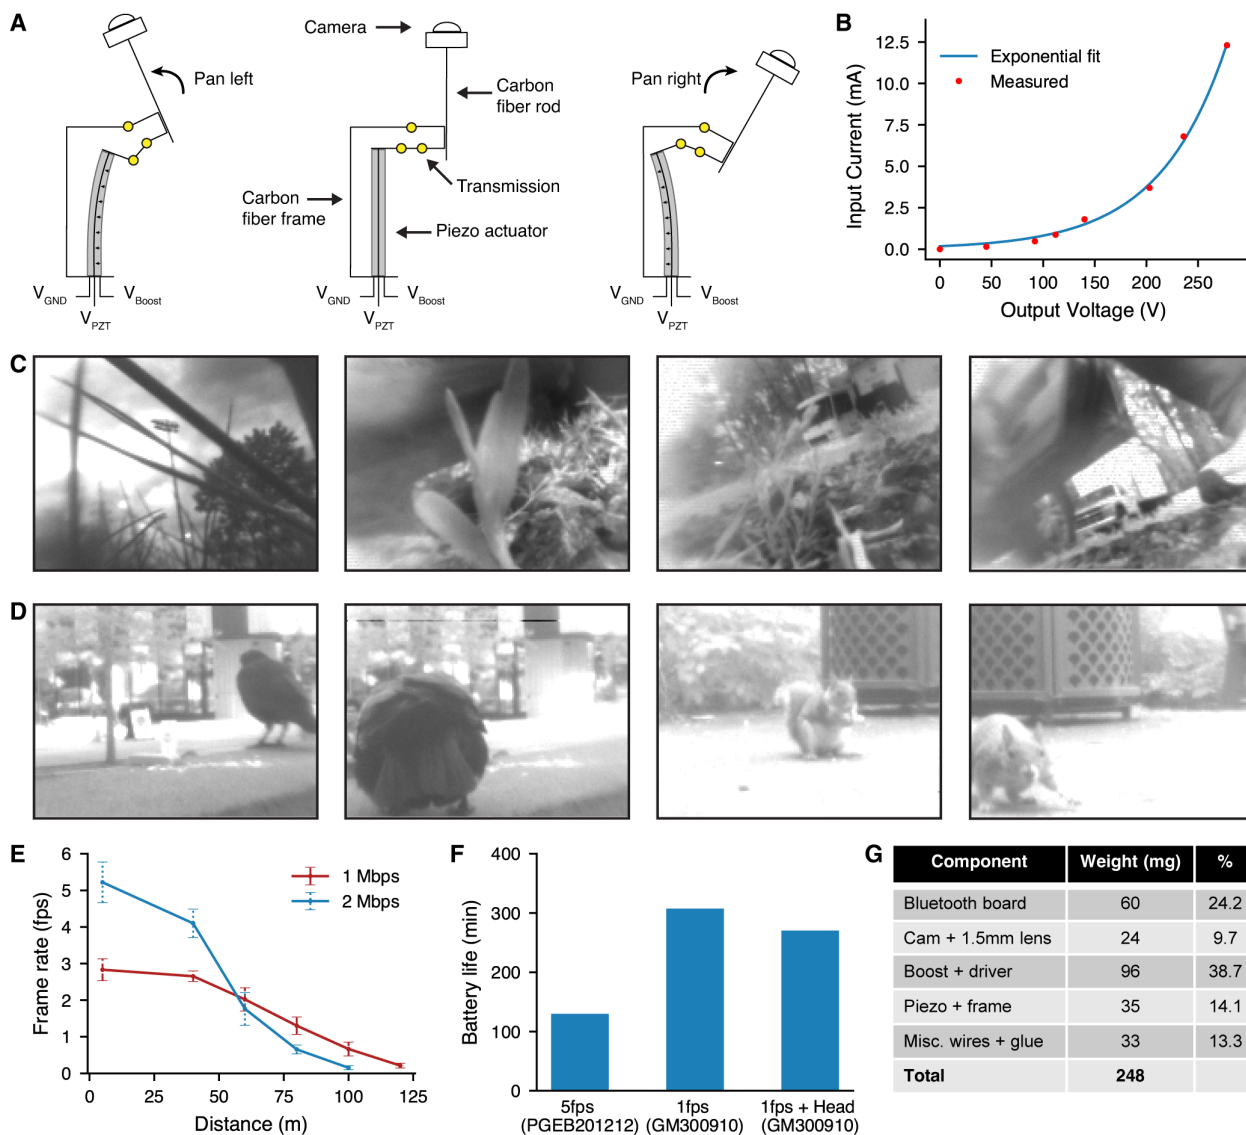 A
Camera
Pan left
Carbon
fiber rod
Pan right
Transmission
Carbon
fiber frame
Piezo actuator
VGND
VBoost
VPZT
VGND
VBoost
VPZT
VGND
VBoost
VPZT
B
Input Current (mA)
12.5
10.0
7.5
5.0
2.5
0.0
Exponential fit
Measured
0
50
100
150
200
250
Output Voltage (V)
C
D
E
Frame rate (fps)
6
5
4
3
2
1
0
1 Mbps
2 Mbps
0
25
50
75
100
125
Distance (m)
F
Battery life (min)
400
300
200
100
0
5fps
(PGEB201212)
1fps
(GM300910)
1fps + Head
(GM300910)
G
Component Weight (mg) %
Bluetooth board 60 24.2
Cam + 1.5mm lens 24 9.7
Boost + driver 96 38.7
Piezo + frame 35 14.1
Misc. wires + glue 33 13.3
Total 248